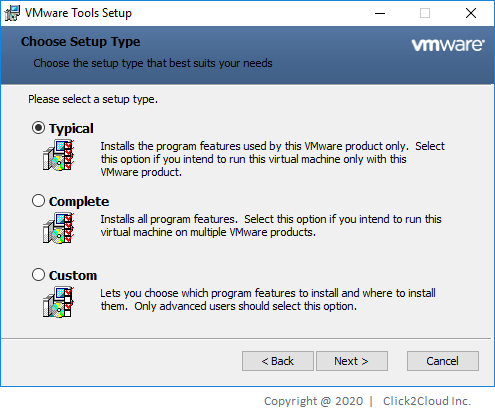 VMware Tools Setup
Choose Setup Type
vmware®
Choose the setup type that best suits your needs
Please select a setup type.
Typical
Installs the program features used by this VMware product only.  Select
this option if you intend to run this virtual machine only with this
VMware product.
Complete
Installs all program features.  Select this option if you intend to run this
virtual machine on multiple VMware products.
Custom
Lets you choose which program features to install and where to install
them.  Only advanced users should select this option.
< Back Next > Cancel
Copyright @ 2020 | Click2Cloud Inc.